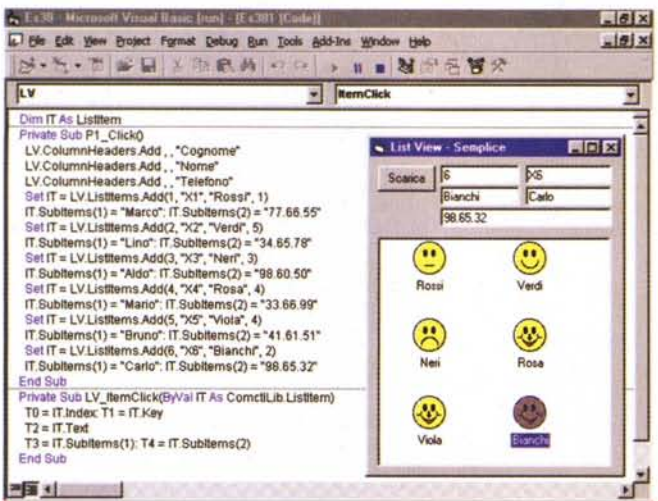 Es38 - Microsoft Visual Basic [run] - [Es381 (Code)]
File Edit View Project Format Debug Run Tools Add-Ins Window Help
LV ItemClick
Dim IT As ListItem
Private Sub P1_Click()
LV.ColumnHeaders.Add , , "Cognome"
LV.ColumnHeaders.Add , , "Nome"
LV.ColumnHeaders.Add , , "Telefono"
Set IT = LV.ListItems.Add(1, "X1", "Rossi", 1)
IT.SubItems(1) = "Marco": IT.SubItems(2) = "77.66.55"
Set IT = LV.ListItems.Add(2, "X2", "Verdi", 5)
IT.SubItems(1) = "Lino": IT.SubItems(2) = "34.65.78"
Set IT = LV.ListItems.Add(3, "X3", "Neri", 3)
IT.SubItems(1) = "Aldo": IT.SubItems(2) = "98.60.50"
Set IT = LV.ListItems.Add(4, "X4", "Rosa", 4)
IT.SubItems(1) = "Mario": IT.SubItems(2) = "33.66.99"
Set IT = LV.ListItems.Add(5, "X5", "Viola", 4)
IT.SubItems(1) = "Bruno": IT.SubItems(2) = "41.61.51"
Set IT = LV.ListItems.Add(6, "X6", "Bianchi", 2)
IT.SubItems(1) = "Carlo": IT.SubItems(2) = "98.65.32"
End Sub
Private Sub LV_ItemClick(ByVal IT As ComctlLib.ListItem)
T0 = IT.Index: T1 = IT.Key
T2 = IT.Text
T3 = IT.SubItems(1): T4 = IT.SubItems(2)
End Sub
List View - Semplice
Scarica 6 X6
Bianchi Carlo
98.65.32
Rossi Verdi
Neri Rosa
Viola Bianchi